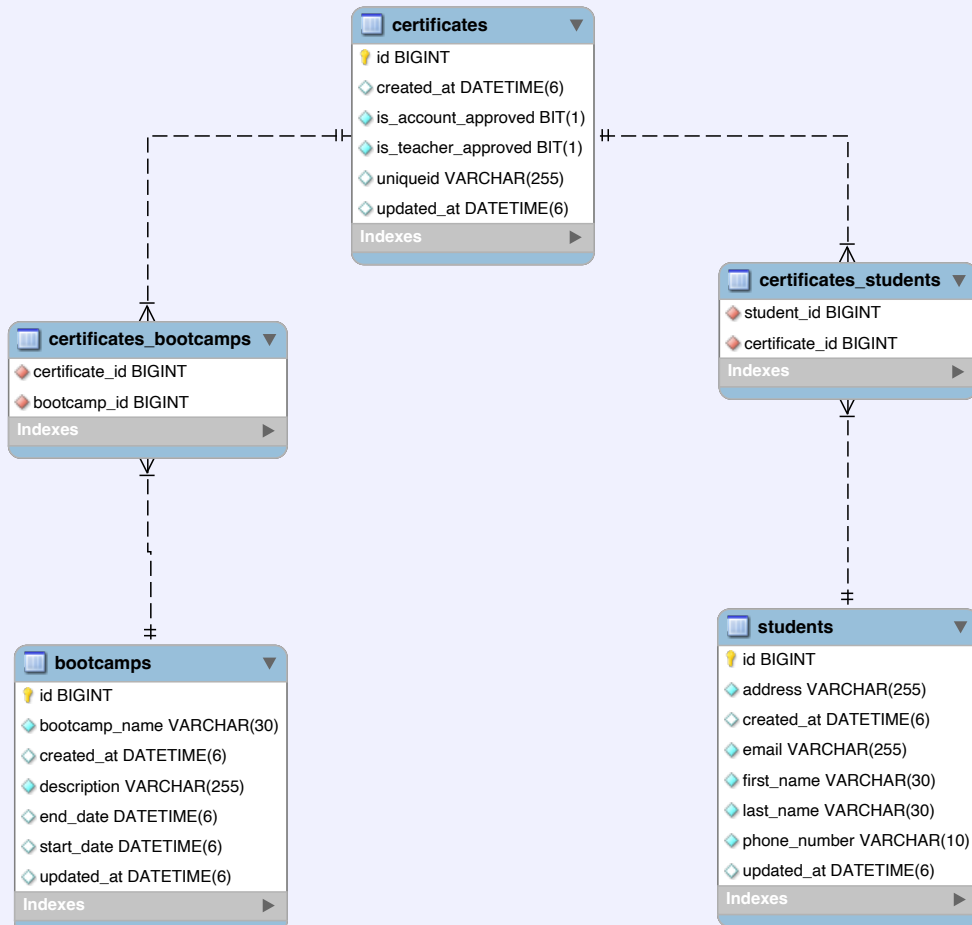 certificates
id BIGINT
created_at DATETIME(6)
is_account_approved BIT(1)
is_teacher_approved BIT(1)
uniqueid VARCHAR(255)
updated_at DATETIME(6)
Indexes
certificates_students
student_id BIGINT
certificate_id BIGINT
Indexes
certificates_bootcamps
certificate_id BIGINT
bootcamp_id BIGINT
Indexes
bootcamps
id BIGINT
bootcamp_name VARCHAR(30)
created_at DATETIME(6)
description VARCHAR(255)
end_date DATETIME(6)
start_date DATETIME(6)
updated_at DATETIME(6)
Indexes
students
id BIGINT
address VARCHAR(255)
created_at DATETIME(6)
email VARCHAR(255)
first_name VARCHAR(30)
last_name VARCHAR(30)
phone_number VARCHAR(10)
updated_at DATETIME(6)
Indexes